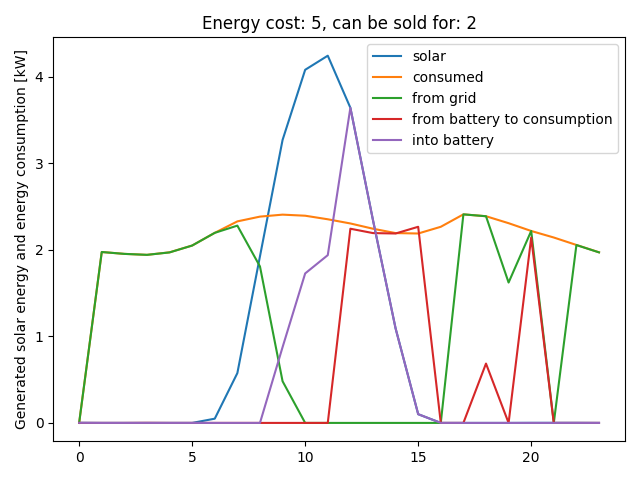 Energy cost: 5, can be sold for: 2
Generated solar energy and energy consumption [kW]
4
3
2
1
0
solar
consumed
from grid
from battery to consumption
into battery
0 5 10 15 20